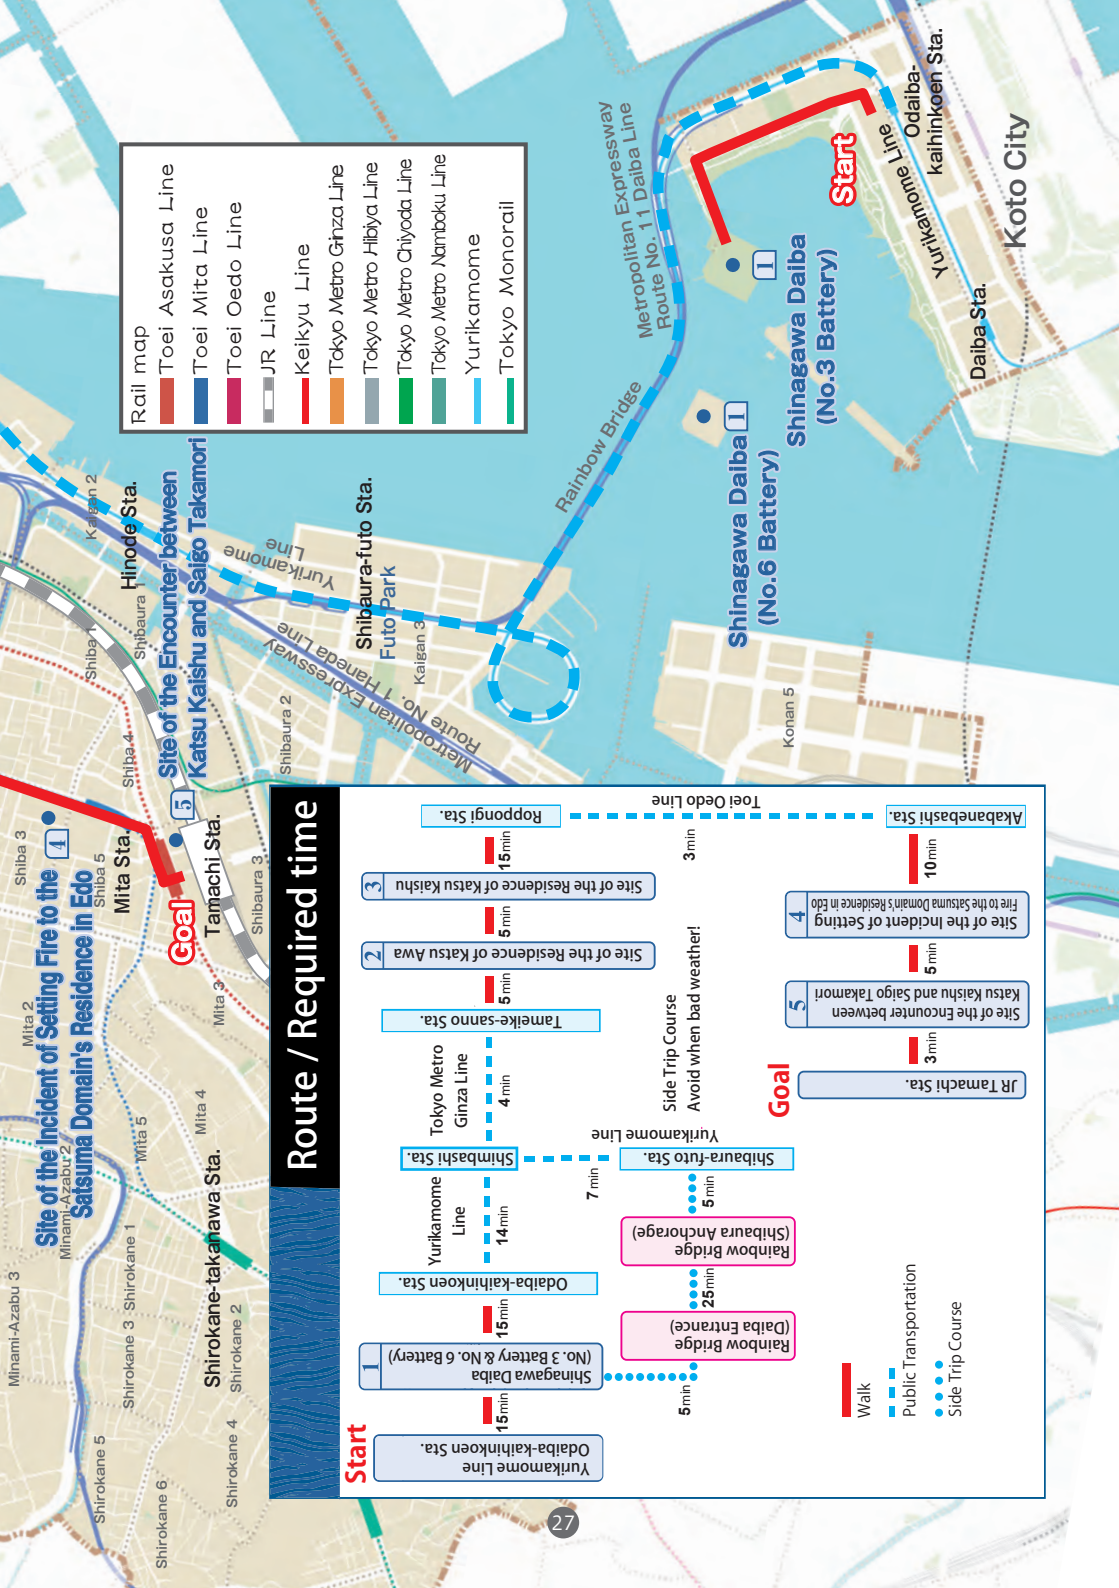 Rail map
Toei Asakusa Line
Toei Mita Line
Toei Oedo Line
JR Line
Keikyu Line
Tokyo Metro Ginza Line
Tokyo Metro Hibiya Line
Tokyo Metro Chiyoda Line
Tokyo Metro Namboku Line
Yurikamome
Tokyo Monorail
Metropolitan Expressway
Route No. 11 Daiba Line
Start
Yurikamome Line
Odaiba-
kaihinkoen Sta.
Koto City
Daiba Sta.
1
Shinagawa Daiba
(No.3 Battery)
1
Shinagawa Daiba
(No.6 Battery)
Rainbow Bridge
Kaigan 2
Hinode Sta.
Site of the Encounter between
Katsu Kaishu and Saigo Takamori
5
Yurikamome
Line
Shibaura-futo Sta.
Futo Park
Kaigan 3
Metropolitan Expressway
Route No. 1 Haneda Line
Shiba 1
Shibaura 1
Shibaura 2
Shiba 4
Konan 5
Shiba 3
4
Site of the Incident of Setting Fire to the
Satsuma Domain's Residence in Edo
Shiba 5
Mita Sta.
Goal
Tamachi Sta.
Shibaura 3
Mita 2
Mita 3
Mita 4
Mita 5
Minami-Azabu 2
Minami-Azabu 3
Shirokane-takanawa Sta.
Shirokane 1
Shirokane 2
Shirokane 3
Shirokane 4
Shirokane 5
Shirokane 6
Route / Required time
Start
Yurikamome Line
Odaiba-kaihinkoen Sta.
15min
1
Shinagawa Daiba
(No. 3 Battery & No. 6 Battery)
15min
Odaiba-kaihinkoen Sta.
Yurikamome
Line
14min
Shimbashi Sta.
Tokyo Metro
Ginza Line
4min
Tameike-sanno Sta.
5min
2
Site of the Residence of Katsu Awa
5min
3
Site of the Residence of Katsu Kaishu
15min
Roppongi Sta.
5min
Rainbow Bridge
(Daiba Entrance)
25min
Rainbow Bridge
(Shibaura Anchorage)
5min
Shibaura-futo Sta.
Yurikamome Line
7min
Side Trip Course
Avoid when bad weather!
Toei Oedo Line
3min
Akabanebashi Sta.
10min
4
Site of the Incident of Setting
Fire to the Satsuma Domain's Residence in Edo
5min
5
Site of the Encounter between
Katsu Kaishu and Saigo Takamori
3min
JR Tamachi Sta.
Goal
Walk
Public Transportation
Side Trip Course
27